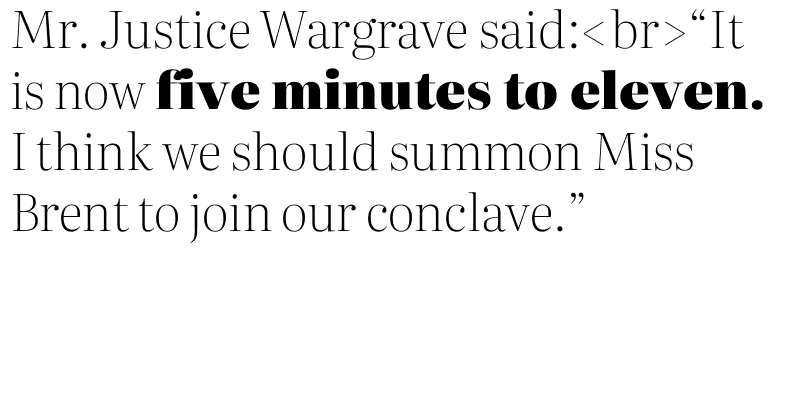 Mr. Justice Wargrave said:<br>“It
is now five minutes to eleven.
I think we should summon Miss
Brent to join our conclave.”